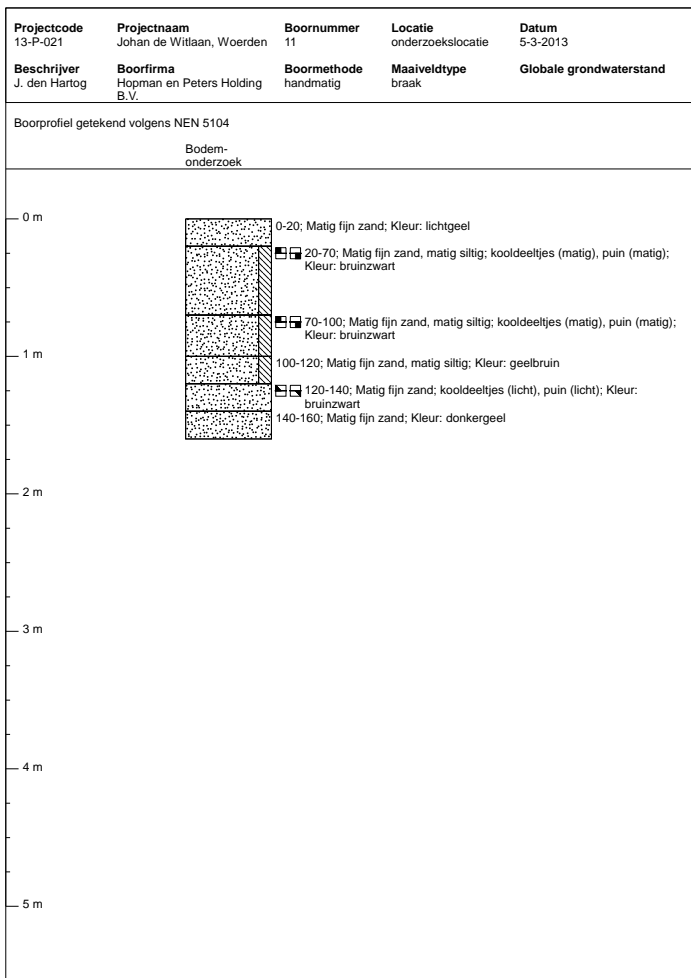 Projectcode Projectnaam Boornummer Locatie Datum
13-P-021 Johan de Witlaan, Woerden 11 onderzoekslocatie 5-3-2013
Beschrijver Boorfirma Boormethode Maaiveldtype Globale grondwaterstand
J. den Hartog Hopman en Peters Holding handmatig braak
B.V.
Boorprofiel getekend volgens NEN 5104
Bodem-
onderzoek
0 m
0-20; Matig fijn zand; Kleur: lichtgeel
20-70; Matig fijn zand, matig siltig; kooldeeltjes (matig), puin (matig);
Kleur: bruinzwart
70-100; Matig fijn zand, matig siltig; kooldeeltjes (matig), puin (matig);
Kleur: bruinzwart
1 m
100-120; Matig fijn zand, matig siltig; Kleur: geelbruin
120-140; Matig fijn zand; kooldeeltjes (licht), puin (licht); Kleur:
bruinzwart
140-160; Matig fijn zand; Kleur: donkergeel
2 m
3 m
4 m
5 m